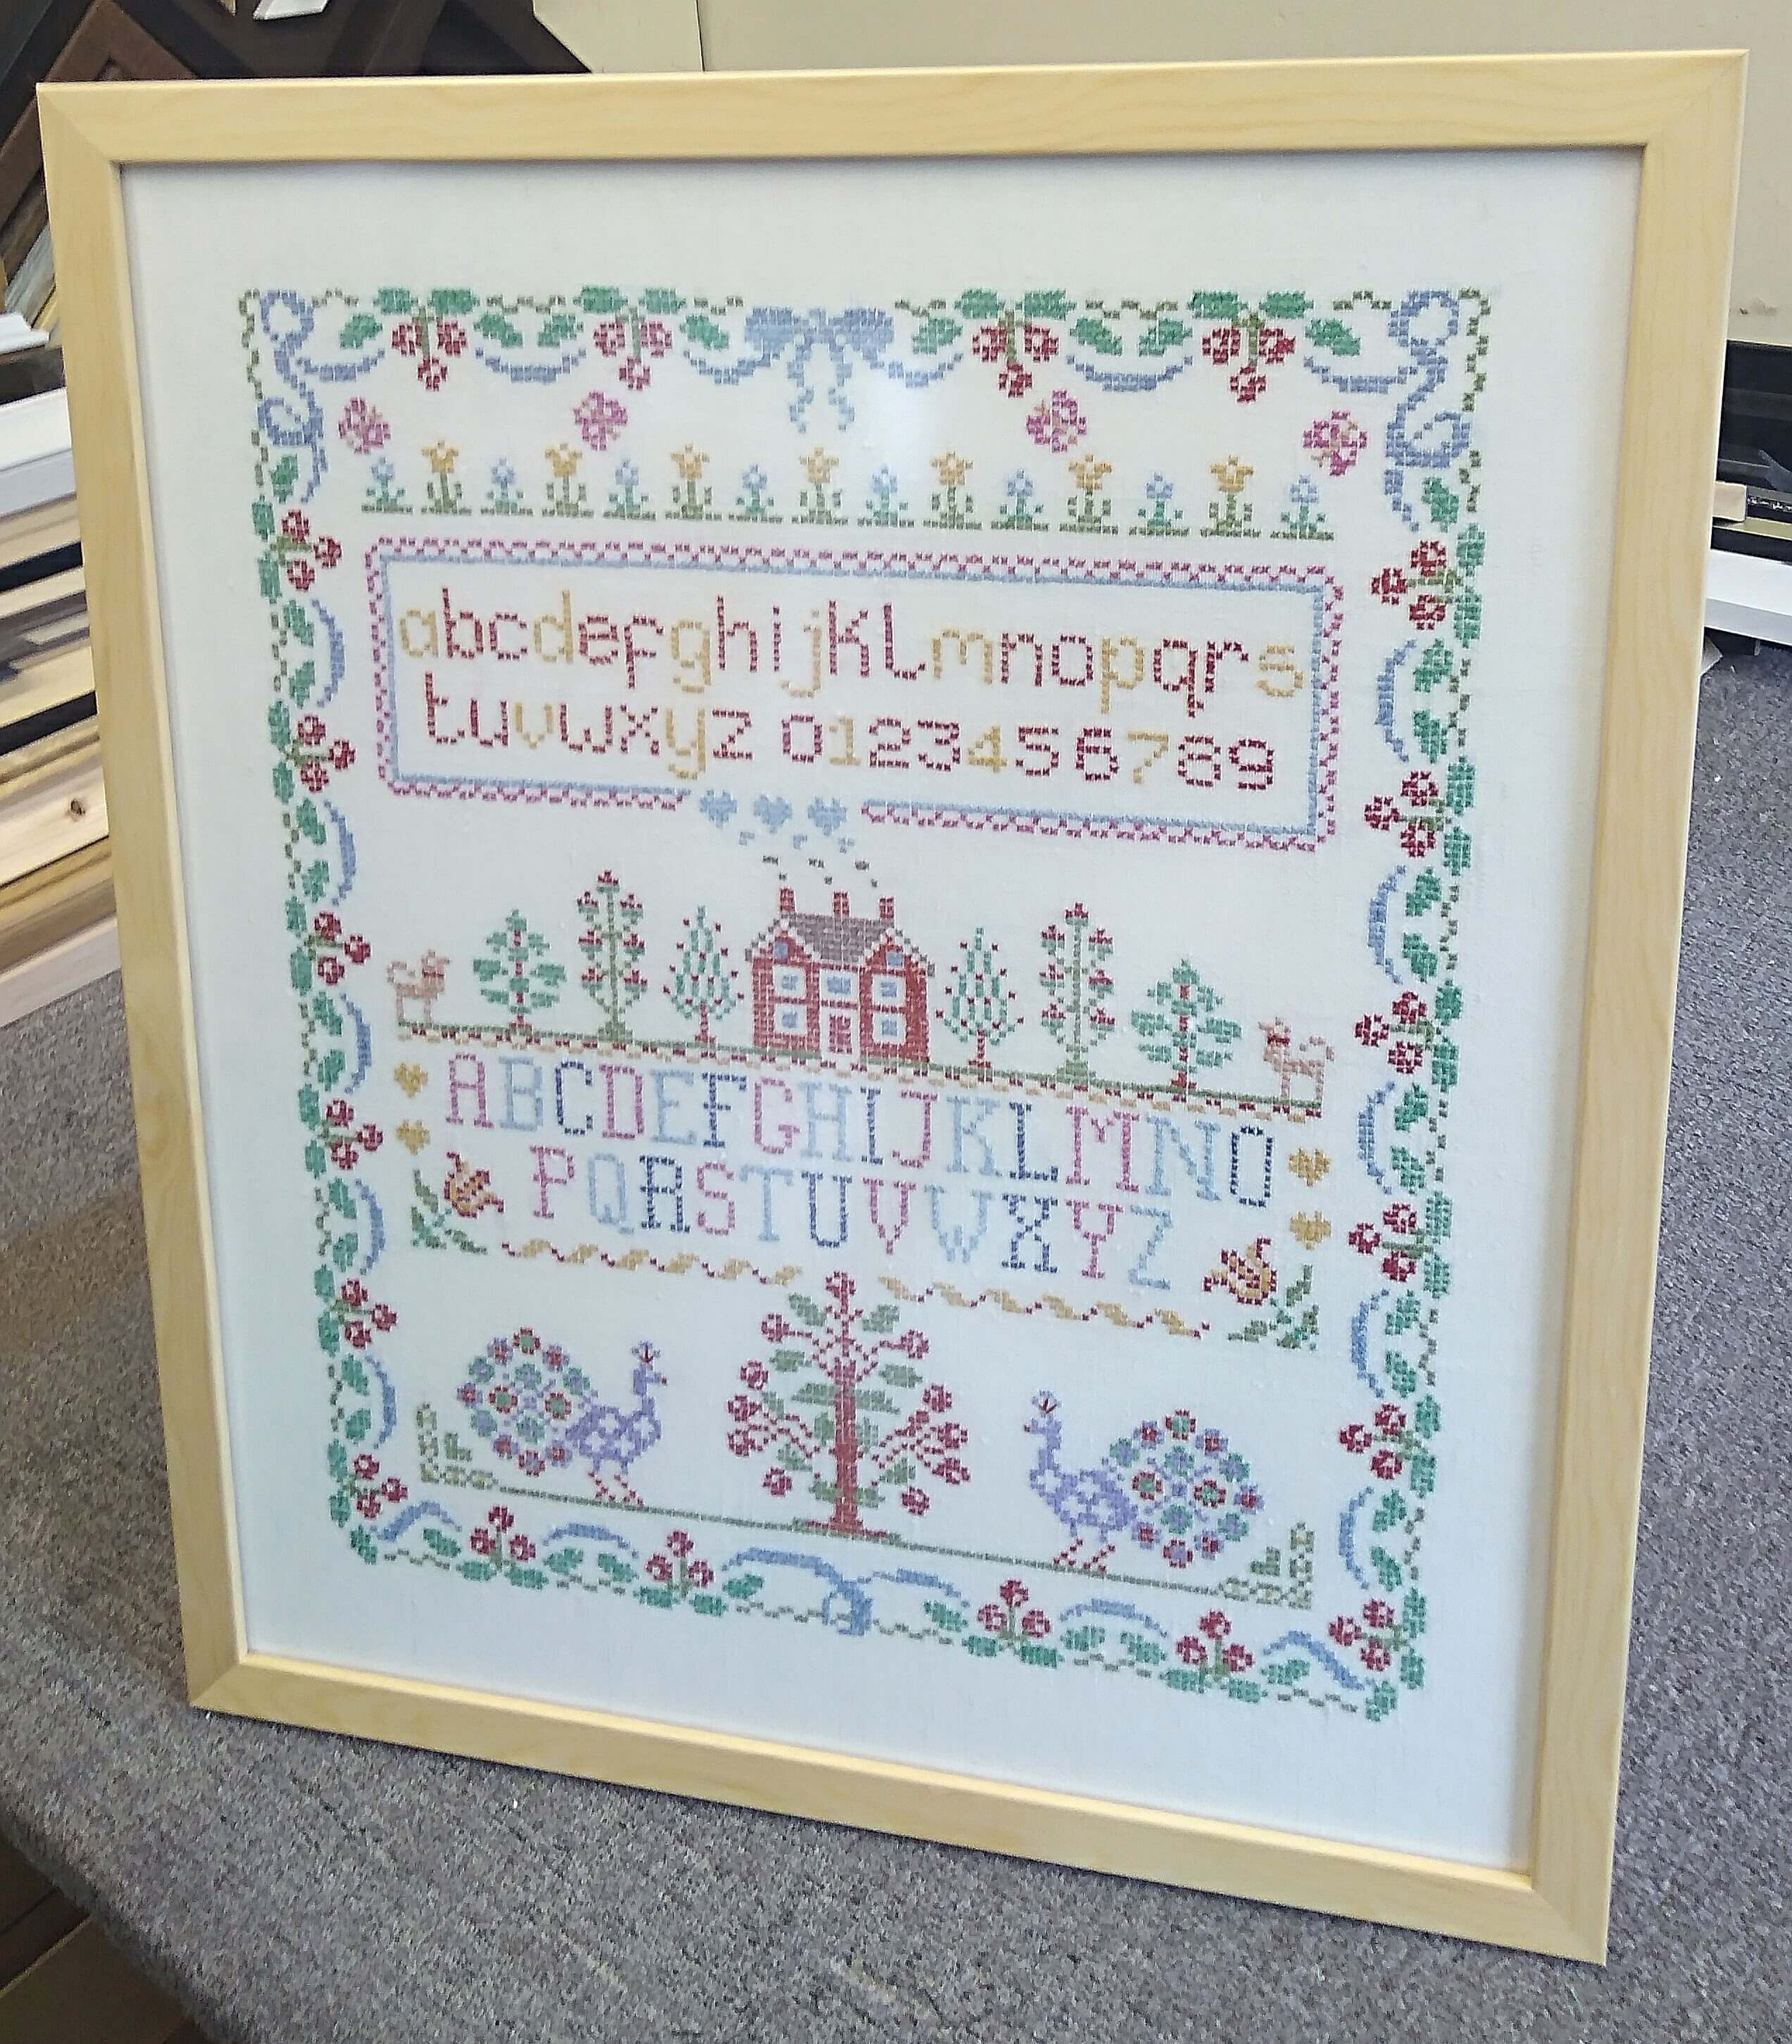 abcdefghijklmnopqrs
tuvwxyz 0123456789
ABCDEFGHIJKLMNO
PQRSTUVWXYZ